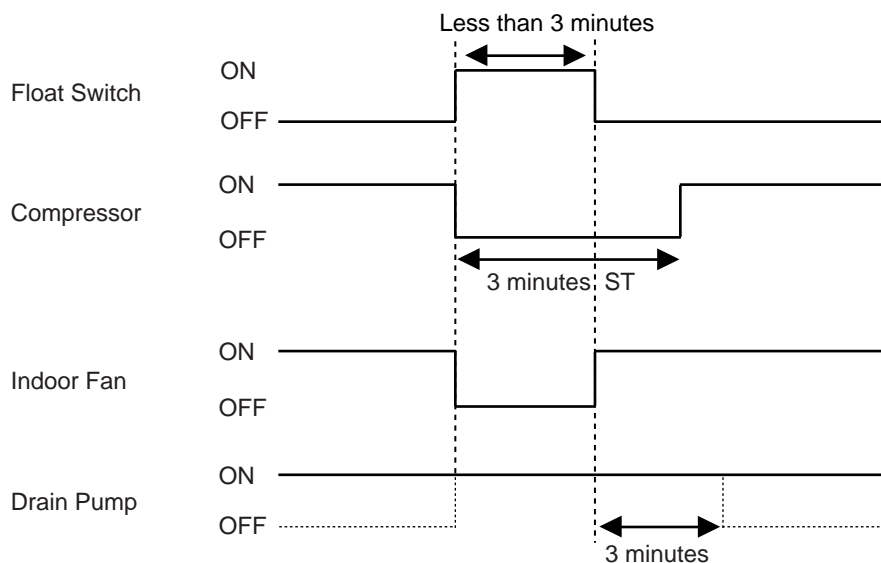 Less than 3 minutes
Float Switch
ON
OFF
Compressor
ON
OFF
3 minutes ST
Indoor Fan
ON
OFF
Drain Pump
ON
OFF
3 minutes